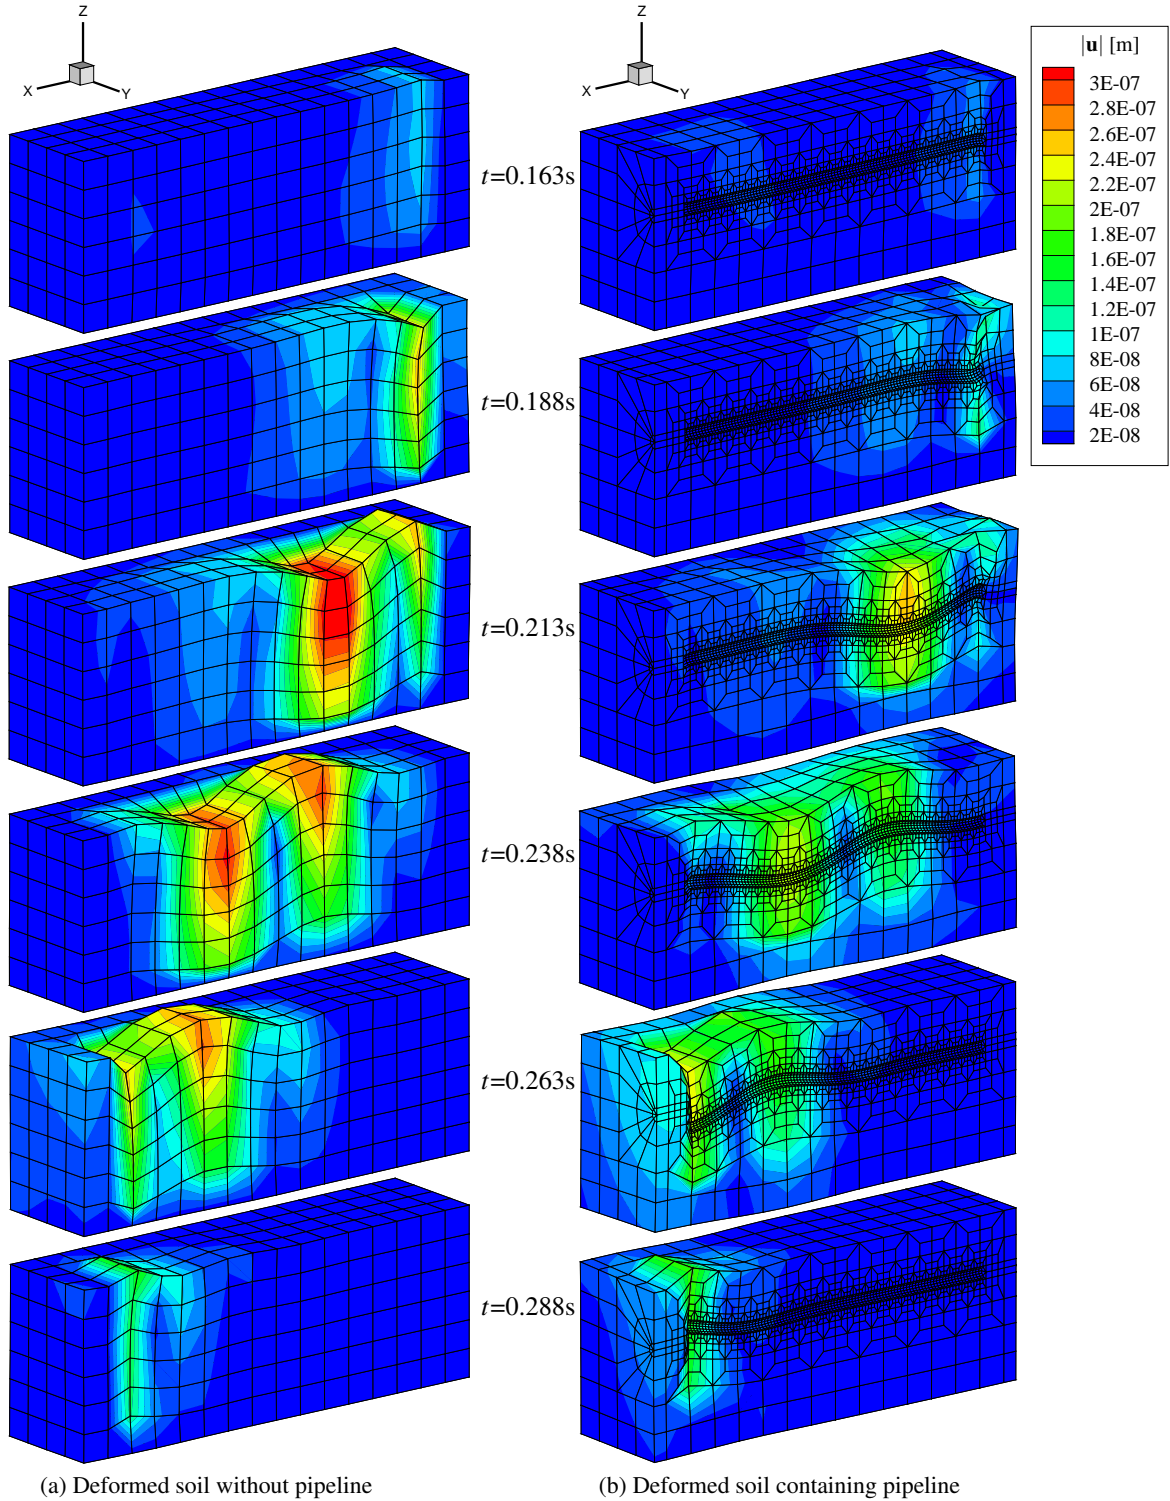 Z
X
Y
Z
X
Y
|u| [m]
3E-07
2.8E-07
2.6E-07
2.4E-07
2.2E-07
2E-07
1.8E-07
1.6E-07
1.4E-07
1.2E-07
1E-07
8E-08
6E-08
4E-08
2E-08
t=0.163s
t=0.188s
t=0.213s
t=0.238s
t=0.263s
t=0.288s
(a) Deformed soil without pipeline
(b) Deformed soil containing pipeline